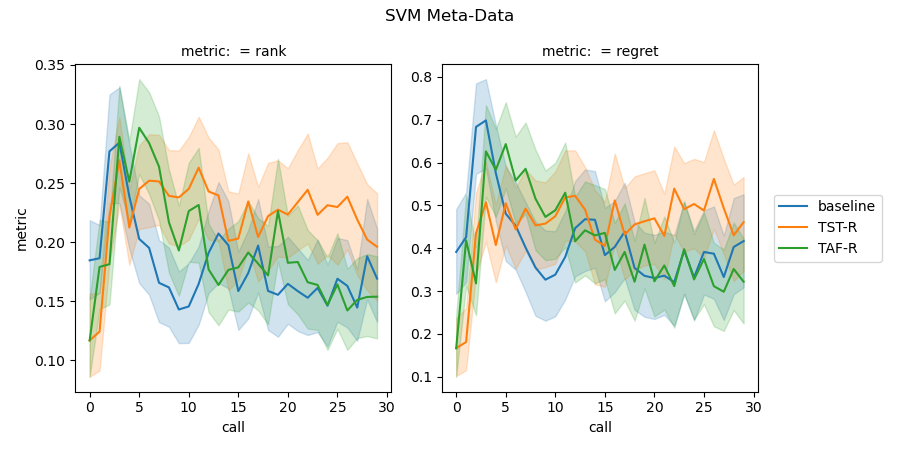 SVM Meta-Data
metric:  = rank
metric:  = regret
0.35
0.30
0.25
0.20
0.15
0.10
metric
0 5 10 15 20 25 30
call
0.8
0.7
0.6
0.5
0.4
0.3
0.2
0.1
0 5 10 15 20 25 30
call
baseline
TST-R
TAF-R